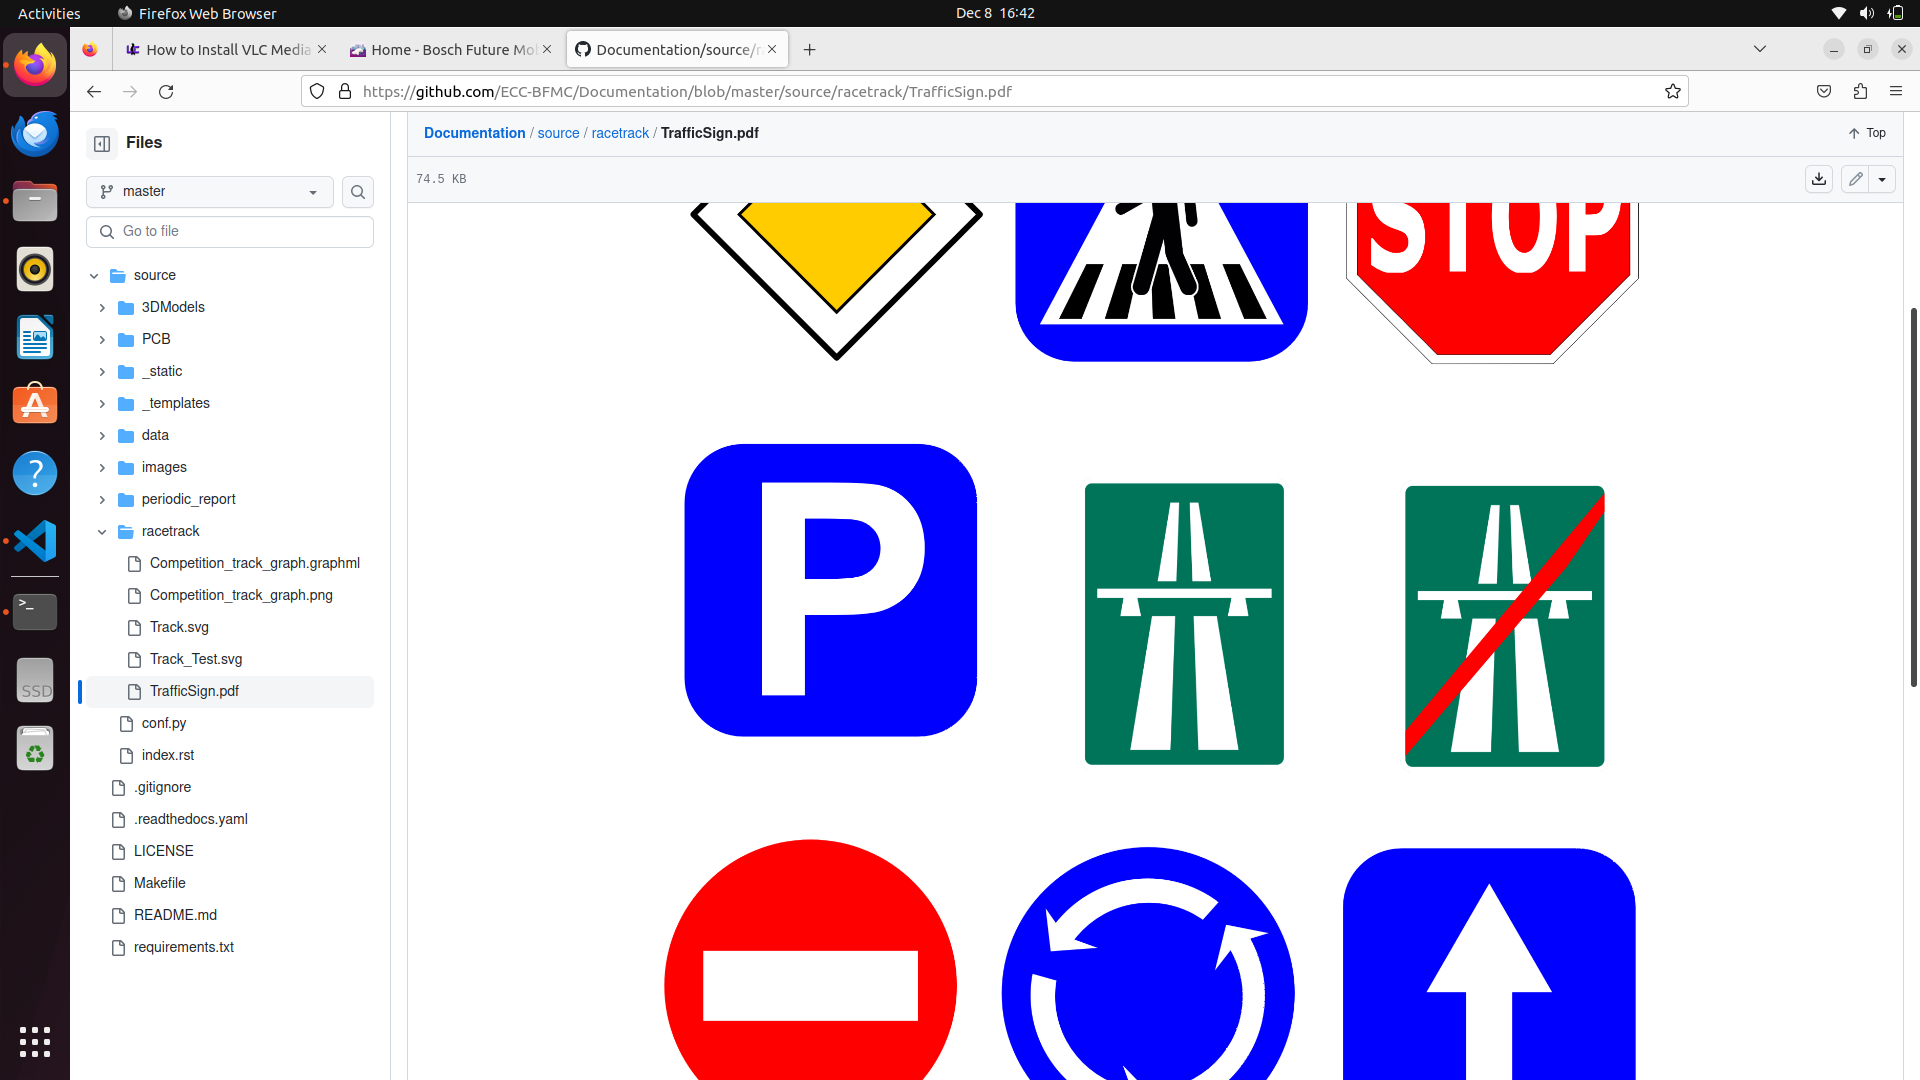 Activities
Firefox Web Browser
Dec 8 16:42
How to Install VLC Media
Home - Bosch Future Mo
Documentation/source/r
https://github.com/ECC-BFMC/Documentation/blob/master/source/racetrack/TrafficSign.pdf
Files
Documentation / source / racetrack / TrafficSign.pdf
Top
master
74.5 KB
Go to file
source
3DModels
PCB
_static
_templates
data
images
periodic_report
racetrack
Competition_track_graph.graphml
Competition_track_graph.png
Track.svg
Track_Test.svg
TrafficSign.pdf
conf.py
index.rst
.gitignore
.readthedocs.yaml
LICENSE
Makefile
README.md
requirements.txt
STOP
P
SSD
?
>_